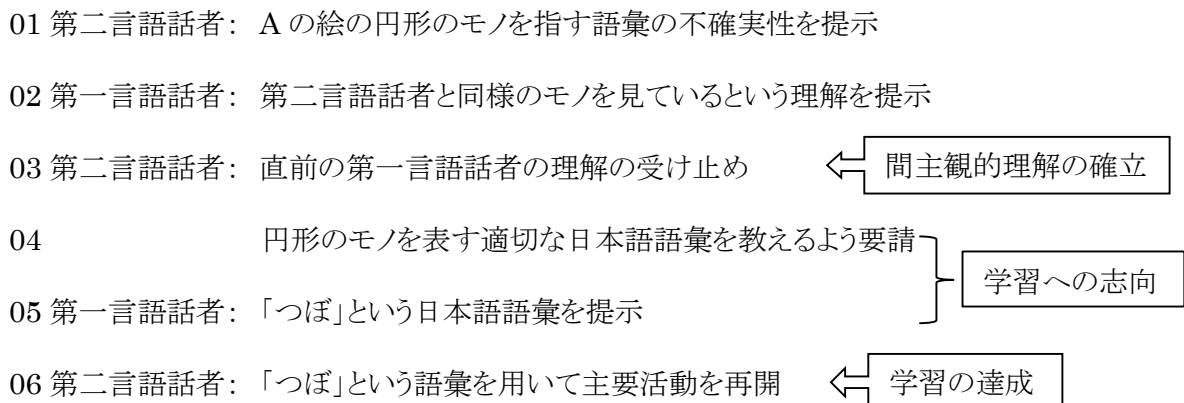 01 第二言語話者： A の絵の円形のモノを指す語彙の不確実性を提示
02 第一言語話者： 第二言語話者と同様のモノを見ているという理解を提示
03 第二言語話者： 直前の第一言語話者の理解の受け止め 間主観的理解の確立
04 円形のモノを表す適切な日本語語彙を教えるよう要請
学習への志向
05 第一言語話者： 「つぼ」という日本語語彙を提示
06 第二言語話者： 「つぼ」という語彙を用いて主要活動を再開 学習の達成